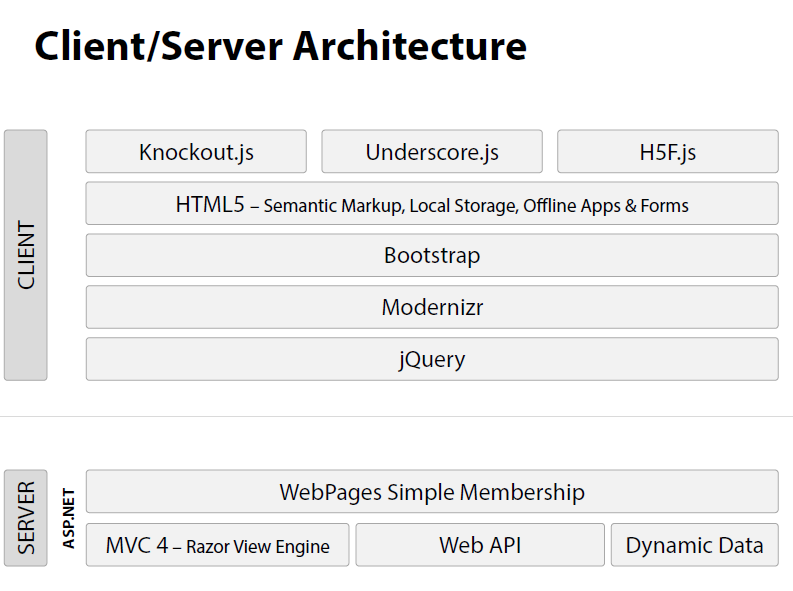 Client/Server Architecture
CLIENT
Knockout.js
Underscore.js
H5F.js
HTML5 – Semantic Markup, Local Storage, Offline Apps & Forms
Bootstrap
Modernizr
jQuery
SERVER
ASP.NET
WebPages Simple Membership
MVC 4 – Razor View Engine
Web API
Dynamic Data